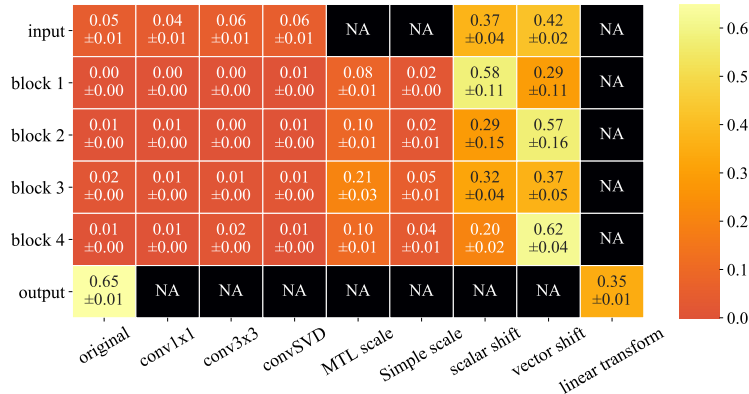 input 0.05 ±0.01 0.04 ±0.01 0.06 ±0.01 0.06 ±0.01 NA NA 0.37 ±0.04 0.42 ±0.02 NA
block 1 0.00 ±0.00 0.00 ±0.00 0.00 ±0.00 0.01 ±0.00 0.08 ±0.01 0.02 ±0.00 0.58 ±0.11 0.29 ±0.11 NA
block 2 0.01 ±0.00 0.01 ±0.00 0.00 ±0.00 0.01 ±0.00 0.10 ±0.01 0.02 ±0.01 0.29 ±0.15 0.57 ±0.16 NA
block 3 0.02 ±0.00 0.01 ±0.00 0.01 ±0.00 0.01 ±0.00 0.21 ±0.03 0.05 ±0.01 0.32 ±0.04 0.37 ±0.05 NA
block 4 0.01 ±0.00 0.01 ±0.00 0.02 ±0.00 0.01 ±0.00 0.10 ±0.01 0.04 ±0.01 0.20 ±0.02 0.62 ±0.04 NA
output 0.65 ±0.01 NA NA NA NA NA NA NA 0.35 ±0.01
original conv1x1 conv3x3 convSVD MTL scale Simple scale scalar shift vector shift linear transform
0.6
0.5
0.4
0.3
0.2
0.1
0.0